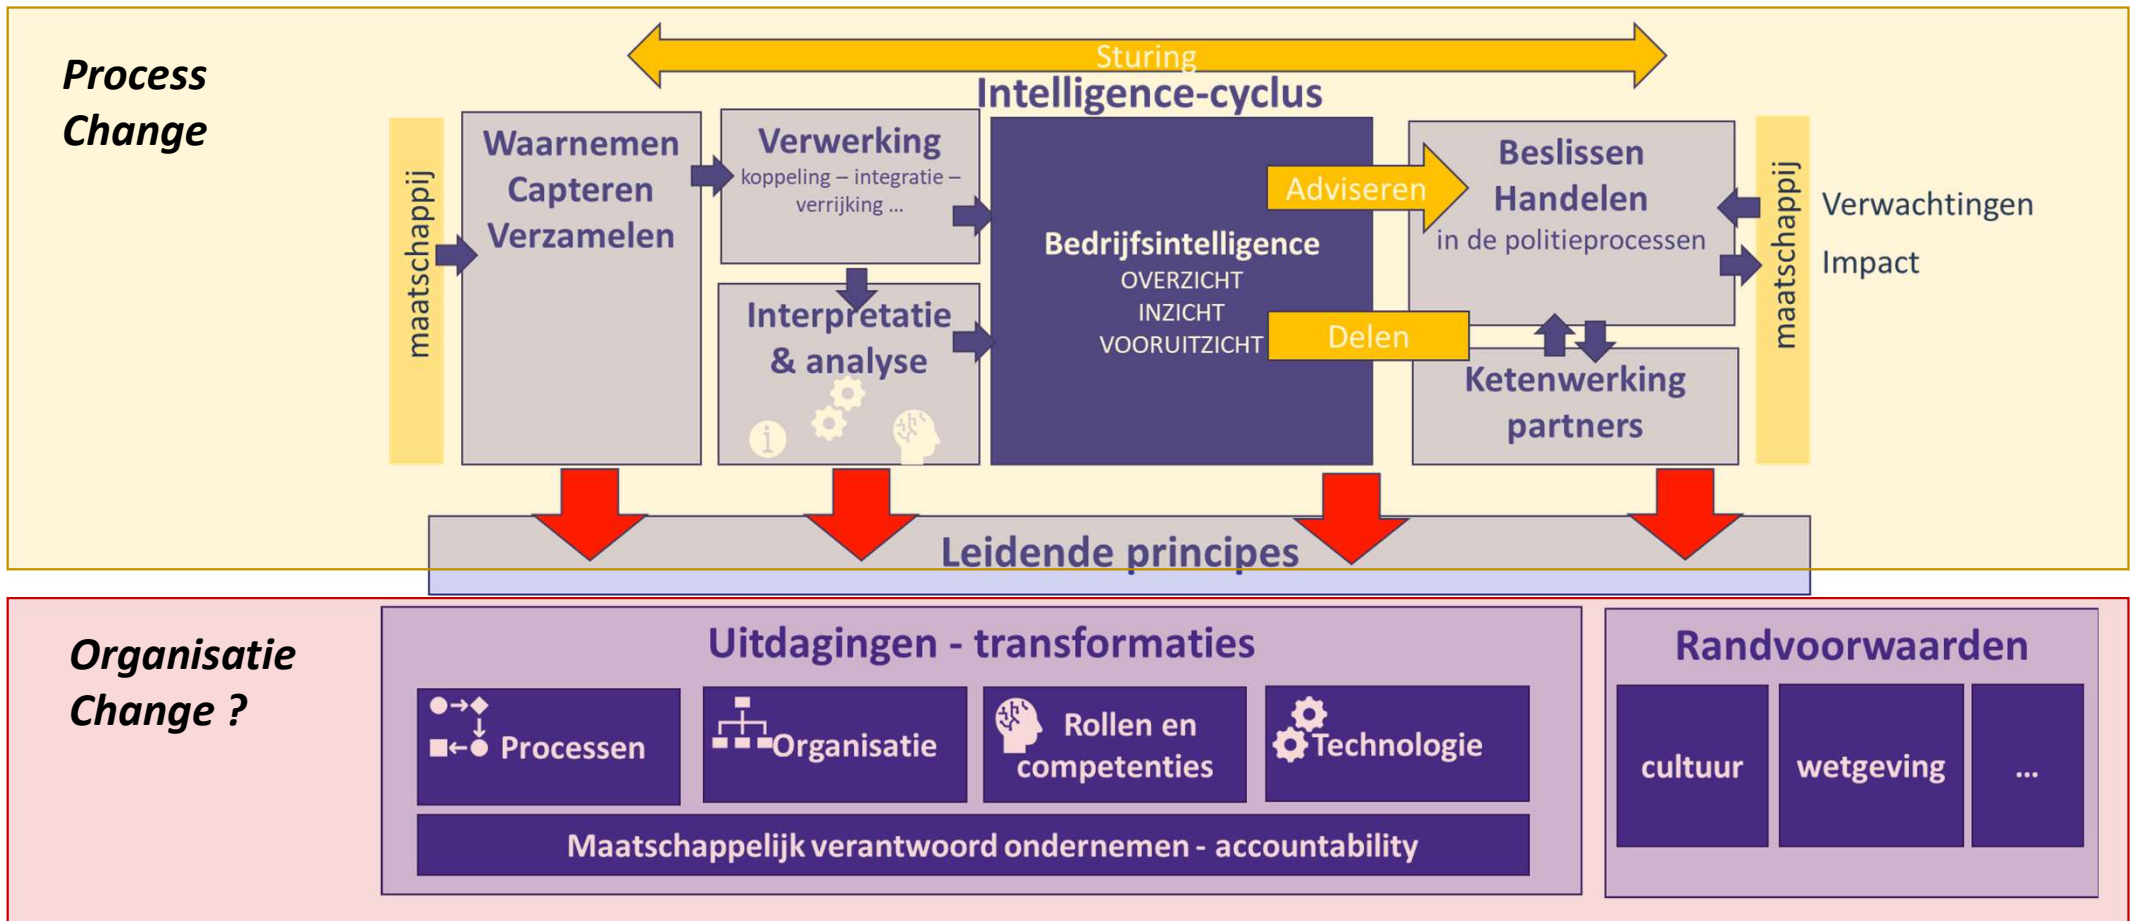 Process
Change
Sturing
Intelligence-cyclus
maatschappij
Waarnemen
Capteren
Verzamelen
Verwerking
koppeling – integratie –
verrijking ...
Interpretatie
& analyse
i
Bedrijfsintelligence
OVERZICHT
INZICHT
VOORUITZICHT
Adviseren
Delen
Beslissen
Handelen
in de politieprocessen
Ketenwerking
partners
maatschappij
Verwachtingen
Impact
Leidende principes
Organisatie
Change ?
Uitdagingen - transformaties
Processen
Organisatie
Rollen en
competenties
Technologie
Maatschappelijk verantwoord ondernemen - accountability
Randvoorwaarden
cultuur
wetgeving
...